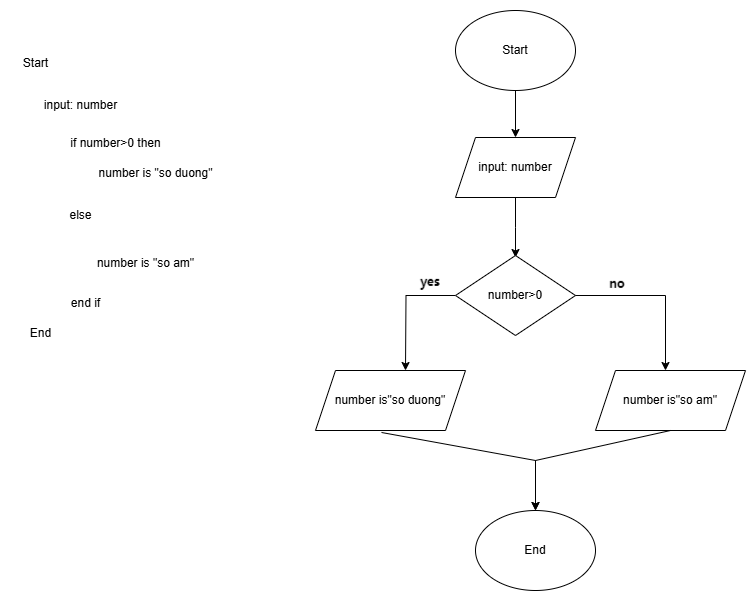 Start
input: number
if number>0 then
number is "so duong"
else
number is "so am"
end if
End
Start
input: number
number>0
yes
no
number is"so duong"
number is"so am"
End